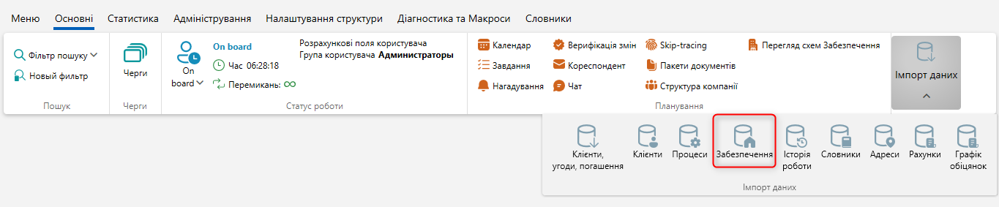 Меню Основні Статистика Адміністрування Налаштування структури Діагностика та Макроси Словники
Фільтр пошуку
Новый фильтр
Пошук
Черги
Черги
On board
On board
Час 06:28:18
Перемикань: ∞
Розрахункові поля користувача
Група користувача Администраторы
Статус роботи
Календар
Завдання
Нагадування
Верифікація змін
Кореспондент
Чат
Skip-tracing
Пакети документів
Структура компанії
Перегляд схем Забезпечення
Планування
Імпорт даних
Клієнти,
угоди, погашення
Клієнти
Процеси
Забезпечення
Історія
роботи
Словники
Адреси
Рахунки
Графік
обіцянок
Імпорт даних